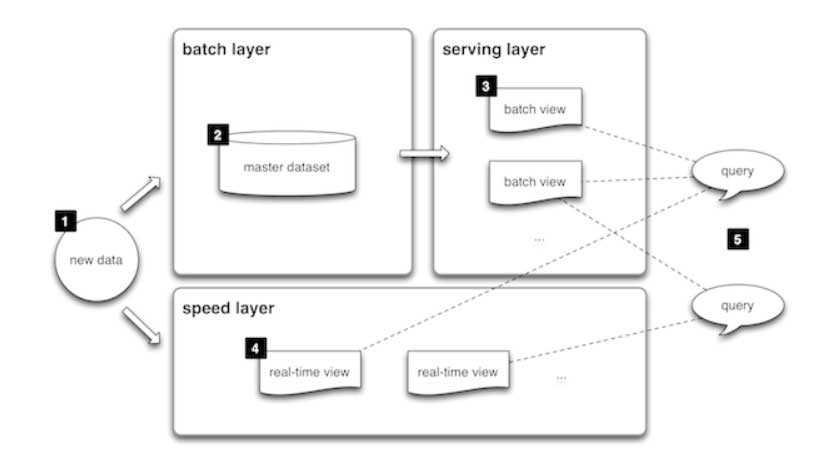 batch layer
2
master dataset
serving layer
3
batch view
batch view
...
1
new data
speed layer
4
real-time view
real-time view
...
query
5
query